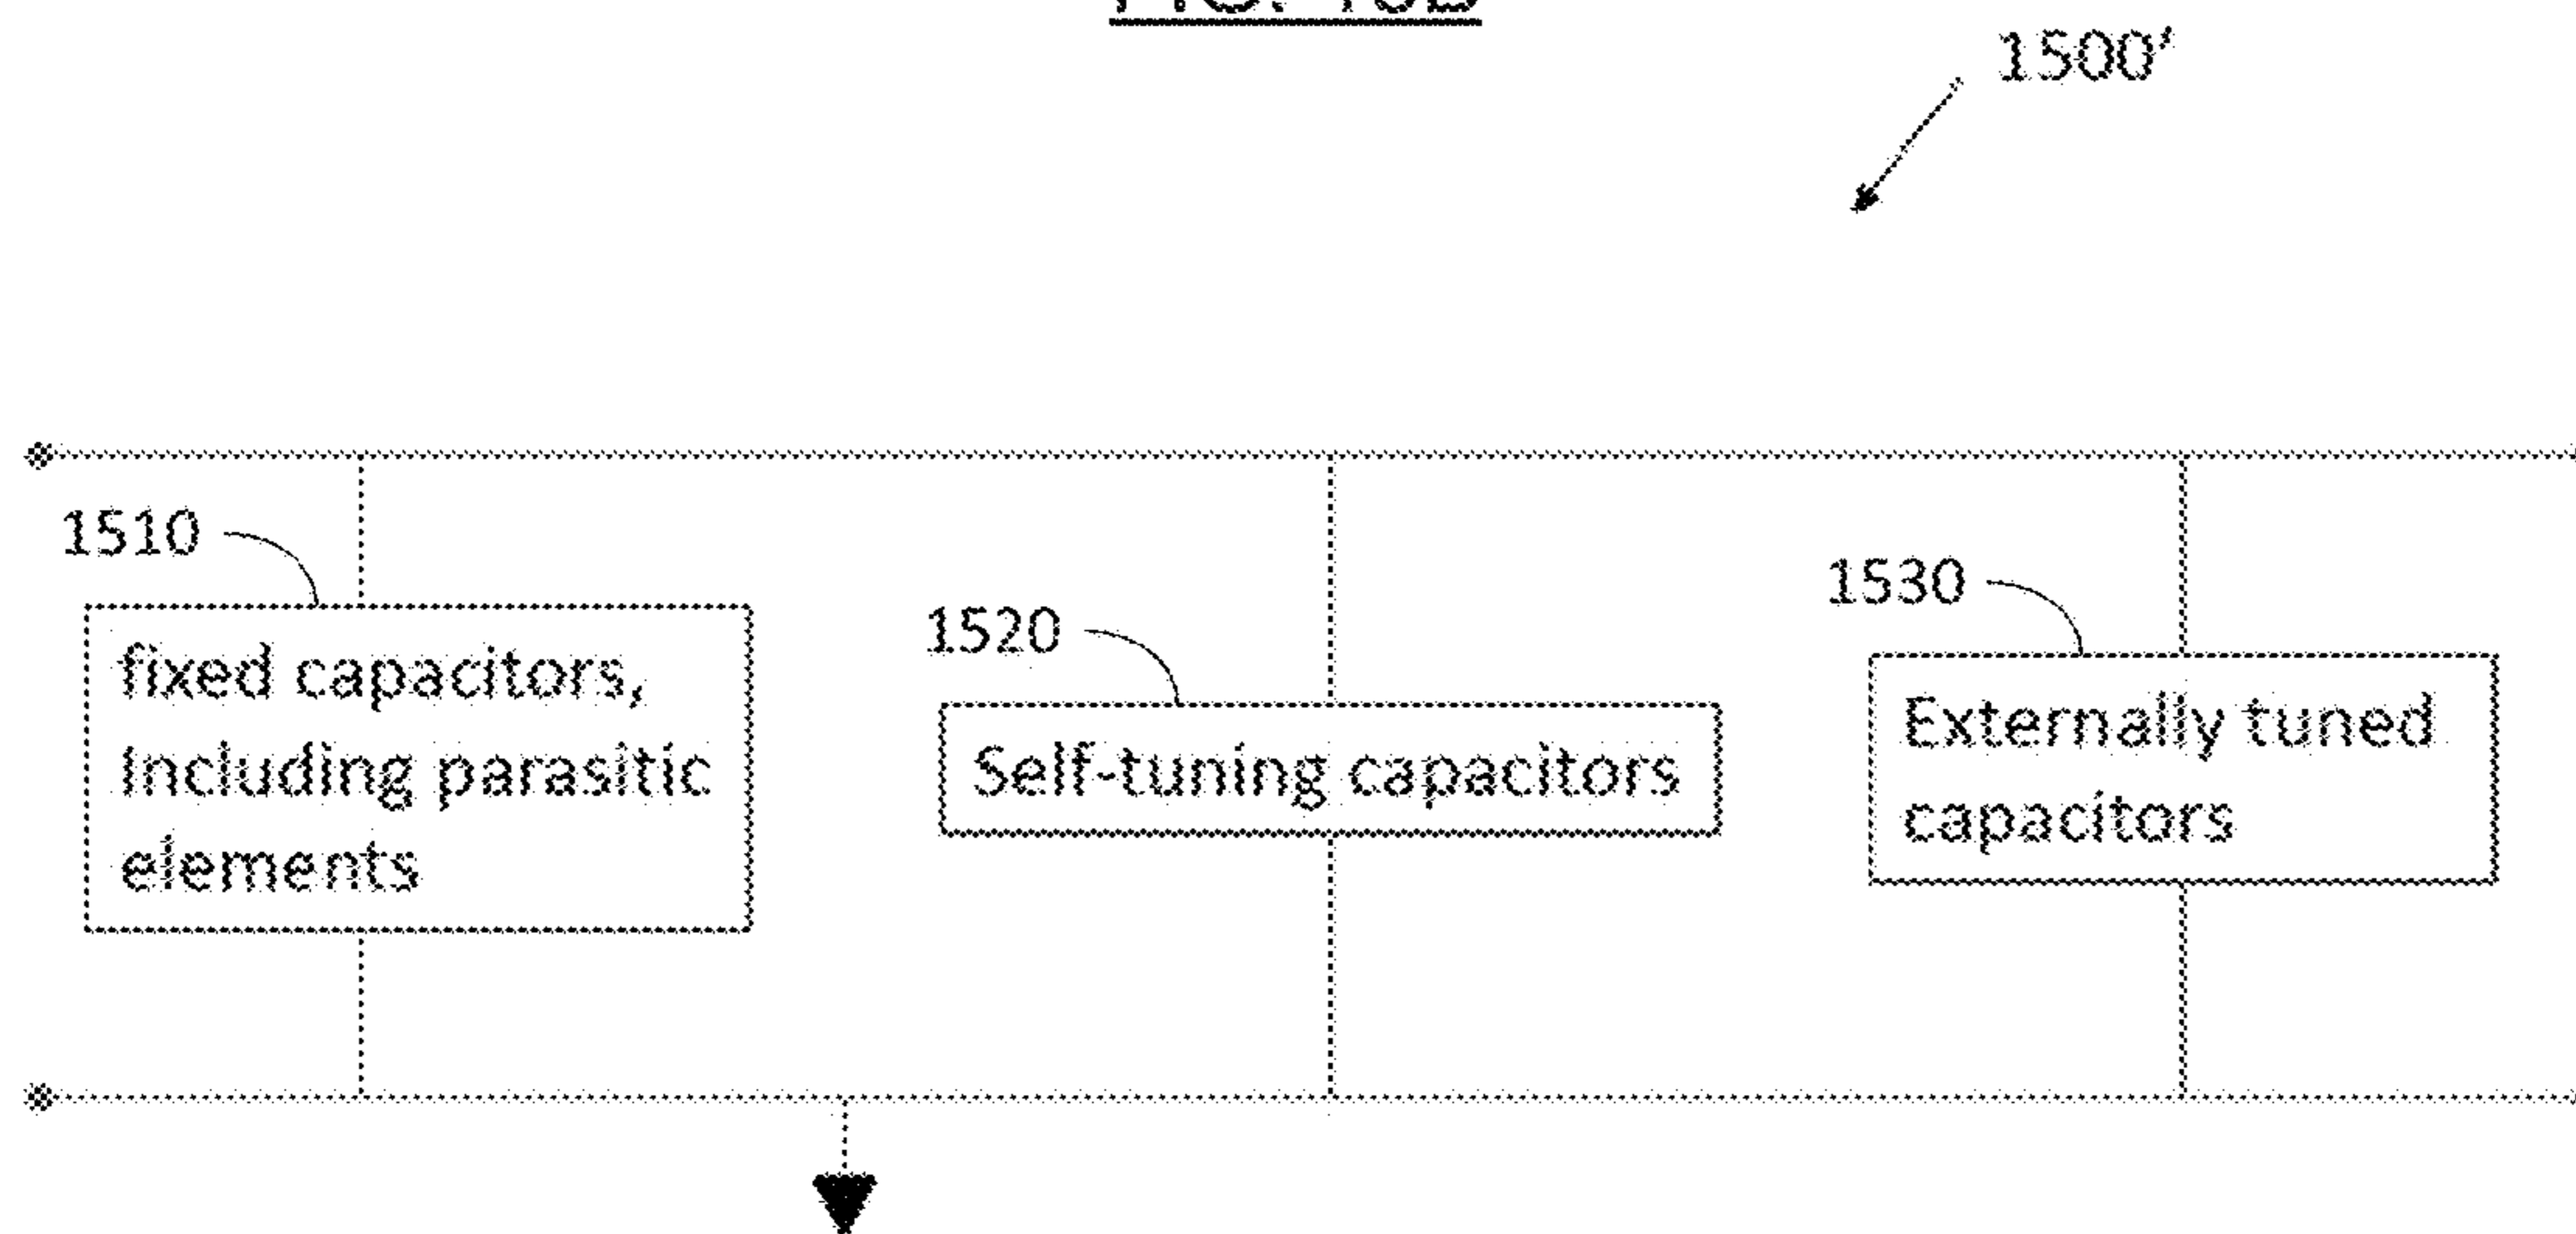 1500'
1510
fixed capacitors,
Including parasitic
elements
1520
Self-tuning capacitors
1530
Externally tuned
capacitors